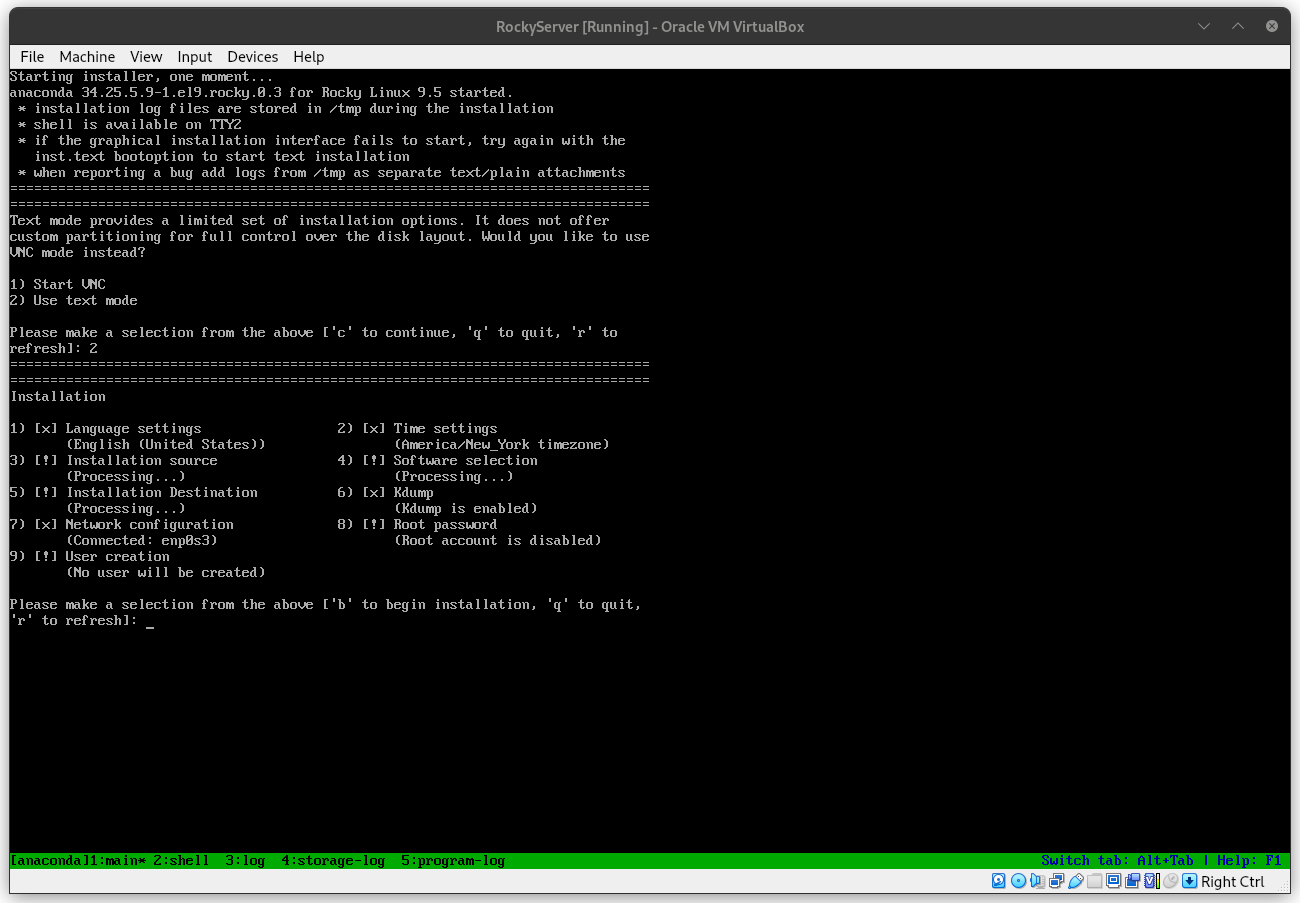 RockyServer [Running] - Oracle VM VirtualBox
File Machine View Input Devices Help
Starting installer, one moment...
anaconda 34.25.5.9-1.el9.rocky.0.3 for Rocky Linux 9.5 started.
* installation log files are stored in /tmp during the installation
* shell is available on TTY2
* if the graphical installation interface fails to start, try again with the
inst.text bootoption to start text installation
* when reporting a bug add logs from /tmp as separate text/plain attachments
================================================================================
================================================================================
Text mode provides a limited set of installation options. It does not offer
custom partitioning for full control over the disk layout. Would you like to use
VNC mode instead?
1) Start VNC
2) Use text mode
Please make a selection from the above ['c' to continue, 'q' to quit, 'r' to
refresh]: 2
================================================================================
================================================================================
Installation
1) [x] Language settings 2) [x] Time settings
(English (United States)) (America/New_York timezone)
3) [!] Installation source 4) [!] Software selection
(Processing...) (Processing...)
5) [!] Installation Destination 6) [x] Kdump
(Processing...) (Kdump is enabled)
7) [x] Network configuration 8) [!] Root password
(Connected: enp0s3) (Root account is disabled)
9) [!] User creation
(No user will be created)
Please make a selection from the above ['b' to begin installation, 'q' to quit,
'r' to refresh]: _
[anaconda]1:main* 2:shell 3:log 4:storage-log 5:program-log Switch tab: Alt+Tab | Help: F1
Right Ctrl